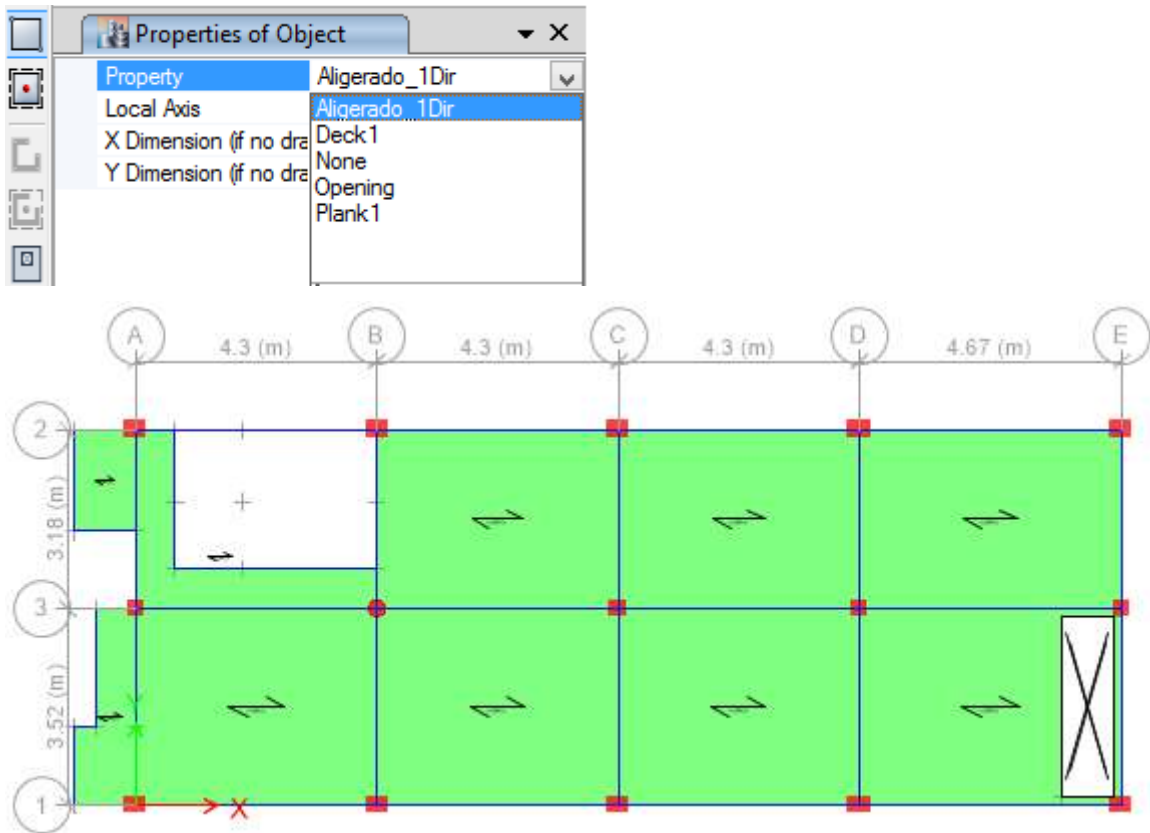 Properties of Object
Property Aligerado_1Dir
Local Axis Aligerado_1Dir
X Dimension (if no dra Deck1
Y Dimension (if no dra None
Opening
Plank1
A B C D E
4.3 (m) 4.3 (m) 4.3 (m) 4.67 (m)
2
3.18 (m)
3
3.52 (m)
Y
1
X